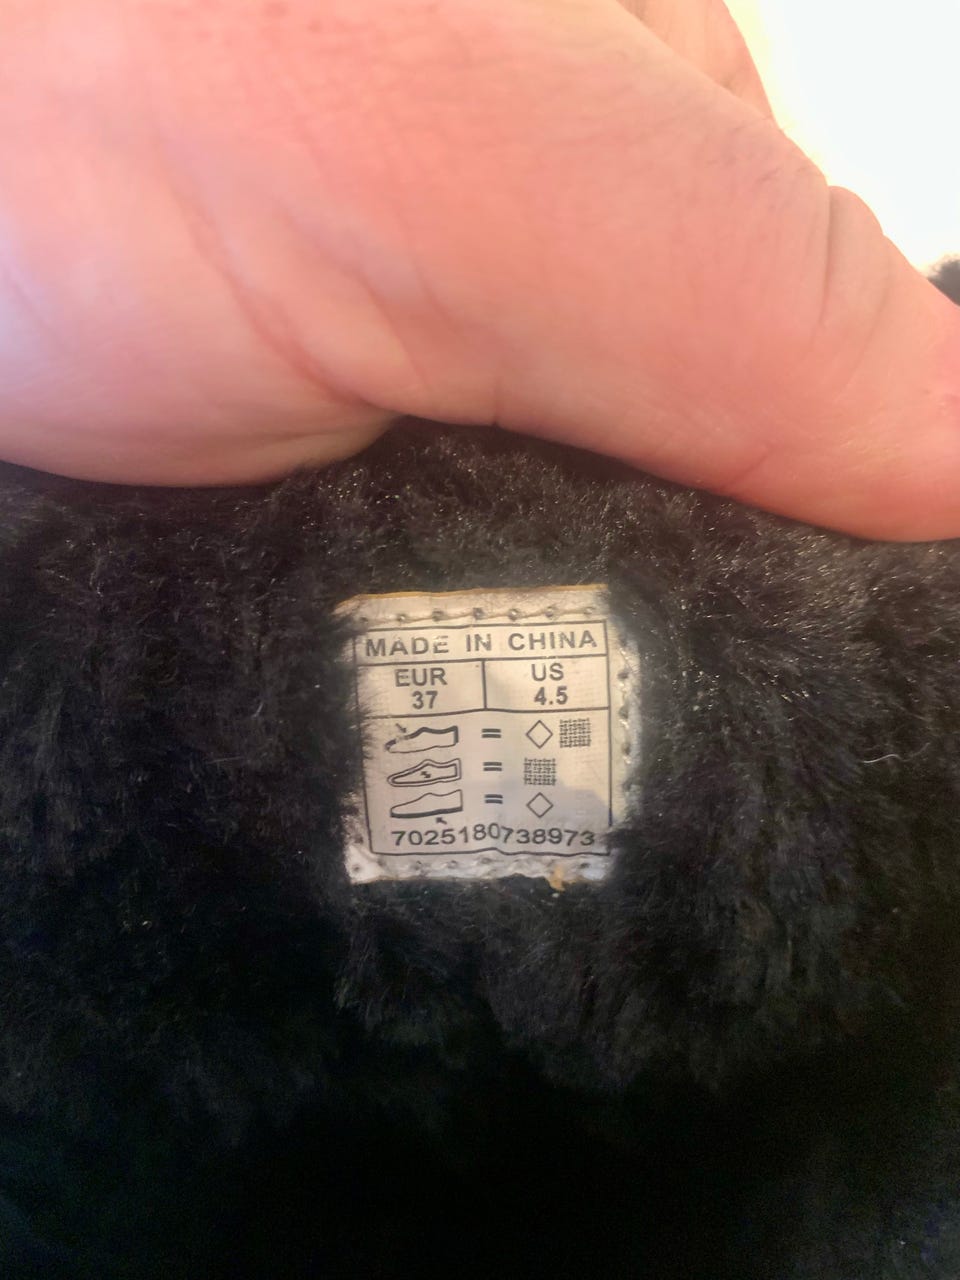 MADE IN CHINA
EUR US
37 4.5
=
=
=
7025180738973